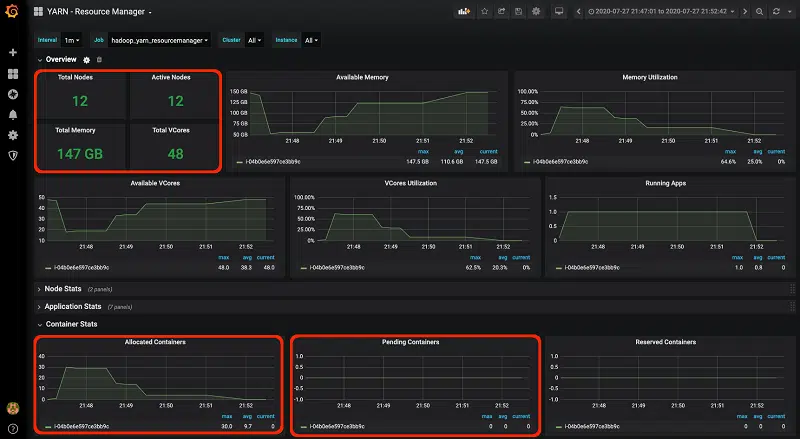 YARN - Resource Manager
2020-07-27 21:47:01 to 2020-07-27 21:52:42
Interval 1m Job hadoop_yarn_resourcemanager Cluster All Instance All
Overview
Total Nodes
12
Active Nodes
12
Total Memory
147 GB
Total VCores
48
Available Memory
150 GB
125 GB
100 GB
75 GB
50 GB
21:48 21:49 21:50 21:51 21:52
max avg current
i-04b0e6e597ce3bb9c 147.5 GB 110.6 GB 147.5 GB
Memory Utilization
100.00%
75.00%
50.00%
25.00%
0%
21:48 21:49 21:50 21:51 21:52
max avg current
i-04b0e6e597ce3bb9c 64.6% 25.0% 0%
Available VCores
50
40
30
20
10
21:48 21:49 21:50 21:51 21:52
max avg current
i-04b0e6e597ce3bb9c 48.0 38.3 48.0
VCores Utilization
100.00%
75.00%
50.00%
25.00%
0%
21:48 21:49 21:50 21:51 21:52
max avg current
i-04b0e6e597ce3bb9c 62.5% 20.3% 0%
Running Apps
1.5
1.0
0.5
0
21:48 21:49 21:50 21:51 21:52
max avg current
i-04b0e6e597ce3bb9c 1.0 0.8 0
Node Stats (2 panels)
Application Stats (7 panels)
Container Stats
Allocated Containers
40
30
20
10
0
21:48 21:49 21:50 21:51 21:52
max avg current
i-04b0e6e597ce3bb9c 30.0 9.7 0
Pending Containers
1.0
0.5
0
-0.5
-1.0
21:48 21:49 21:50 21:51 21:52
max avg current
i-04b0e6e597ce3bb9c 0 0 0
Reserved Containers
1.0
0.5
0
-0.5
-1.0
21:48 21:49 21:50 21:51 21:52
max avg current
i-04b0e6e597ce3bb9c 0 0 0